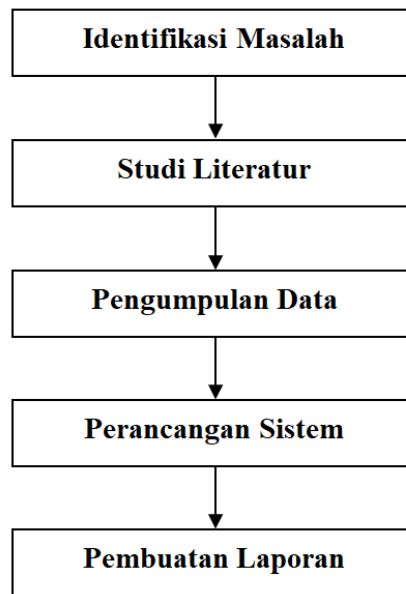 Identifikasi Masalah
Studi Literatur
Pengumpulan Data
Perancangan Sistem
Pembuatan Laporan